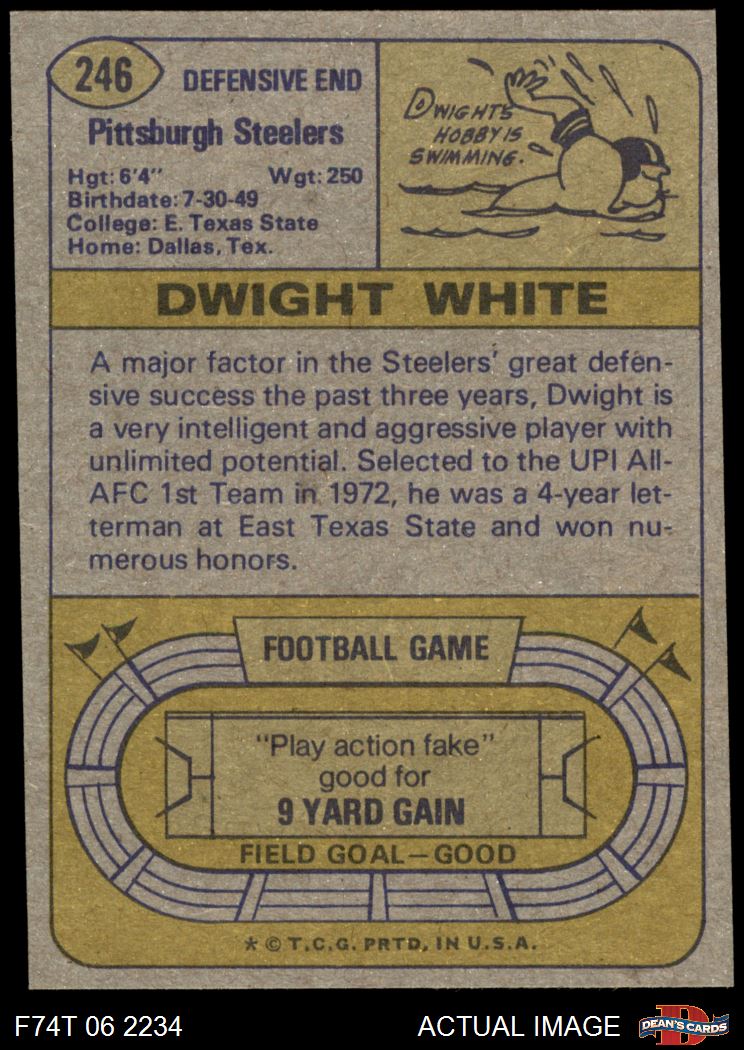 246
DEFENSIVE END
Pittsburgh Steelers
Hgt: 6'4" Wgt: 250
Birthdate: 7-30-49
College: E. Texas State
Home: Dallas, Tex.
DWIGHT'S
HOBBY IS
SWIMMING.
DWIGHT WHITE
A major factor in the Steelers' great defen-
sive success the past three years, Dwight is
a very intelligent and aggressive player with
unlimited potential. Selected to the UPI All-
AFC 1st Team in 1972, he was a 4-year let-
terman at East Texas State and won nu-
merous honors.
FOOTBALL GAME
"Play action fake"
good for
9 YARD GAIN
FIELD GOAL—GOOD
* © T.C.G. PRTD. IN U.S.A.
F74T 06 2234 ACTUAL IMAGE
D
DEAN'S CARDS